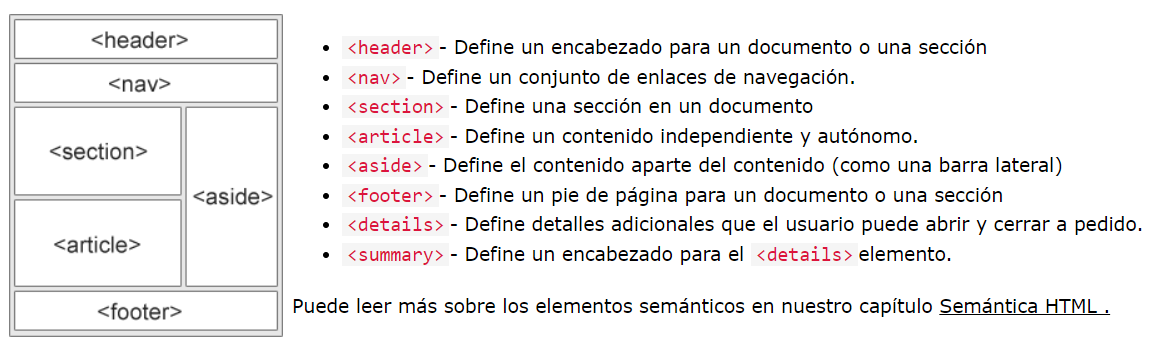 <header>
<nav>
<section>
<aside>
<article>
<footer>
<header> - Define un encabezado para un documento o una sección
<nav> - Define un conjunto de enlaces de navegación.
<section> - Define una sección en un documento
<article> - Define un contenido independiente y autónomo.
<aside> - Define el contenido aparte del contenido (como una barra lateral)
<footer> - Define un pie de página para un documento o una sección
<details> - Define detalles adicionales que el usuario puede abrir y cerrar a pedido.
<summary> - Define un encabezado para el <details> elemento.
Puede leer más sobre los elementos semánticos en nuestro capítulo Semántica HTML .